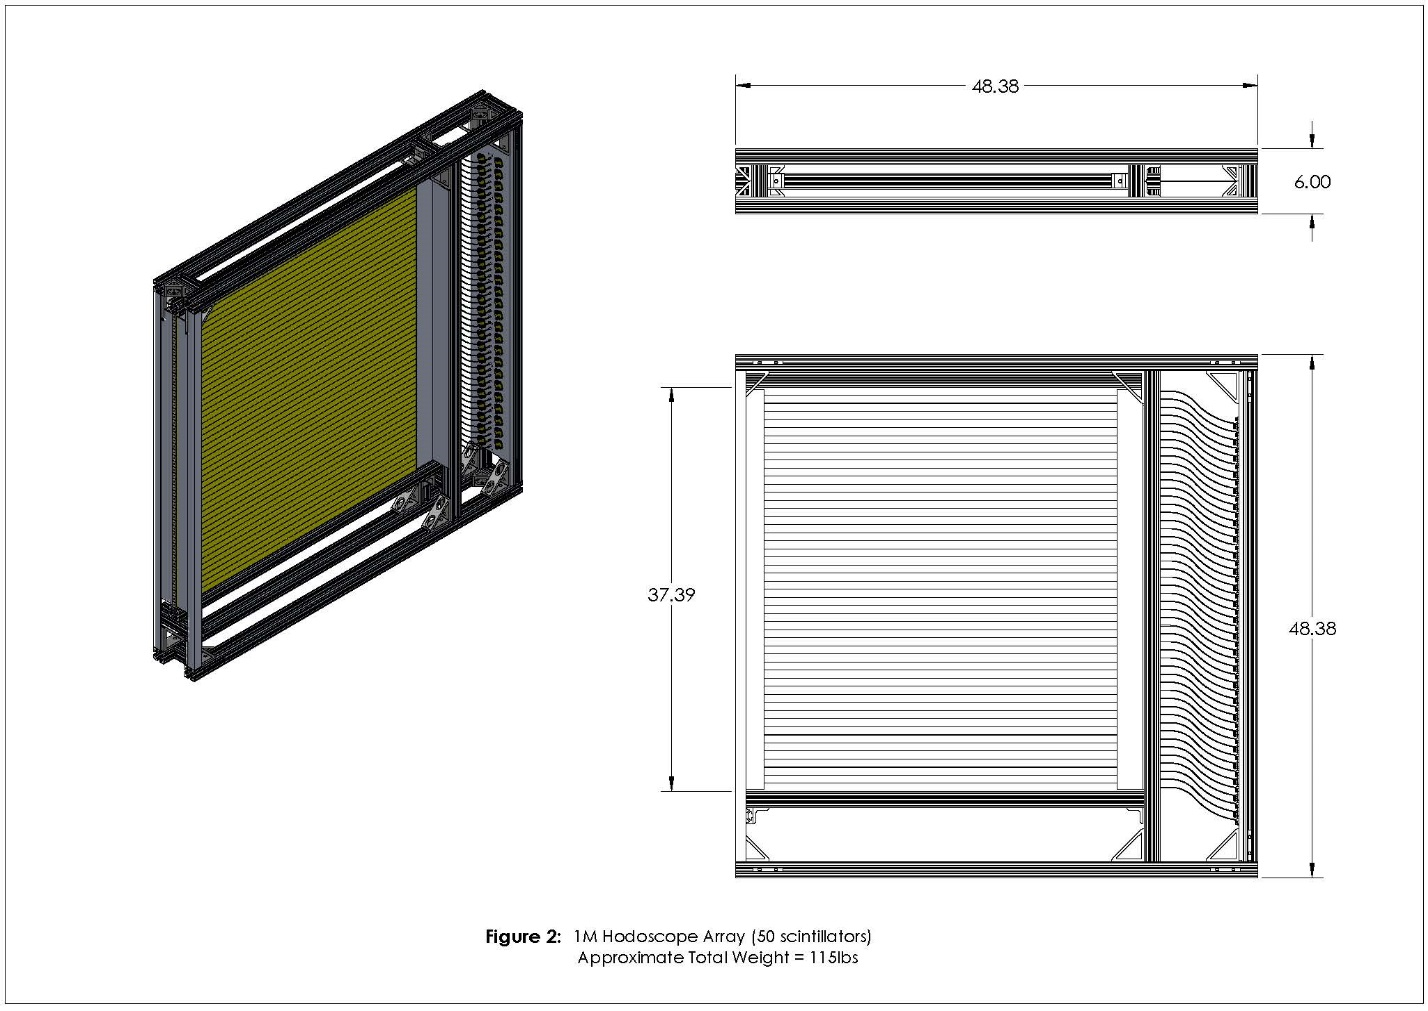 48.38
6.00
37.39
48.38
Figure 2: 1M Hodoscope Array (50 scintillators)
Approximate Total Weight = 115lbs